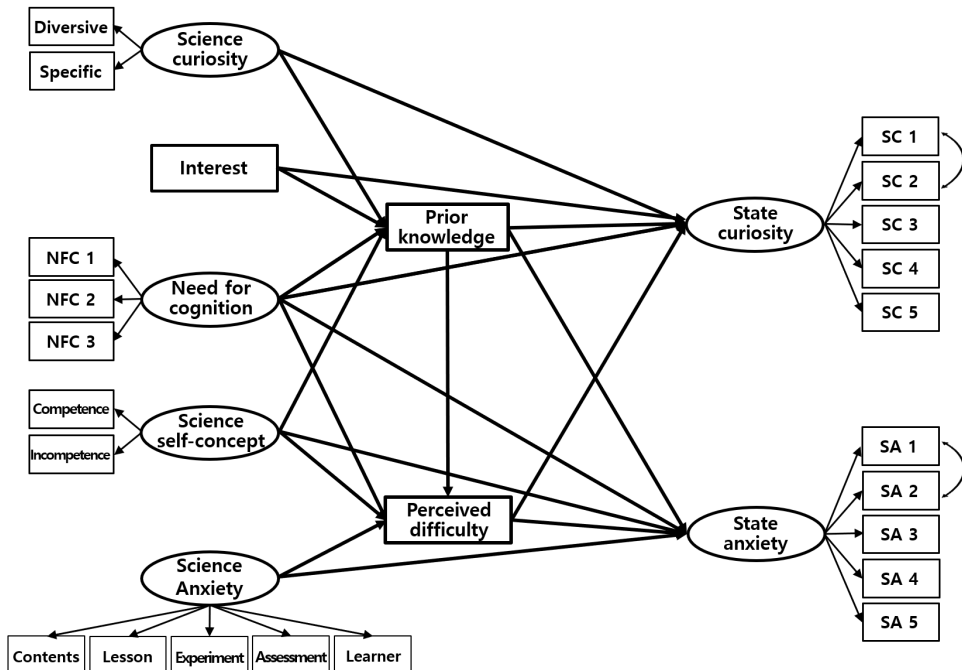 Diversive
Specific
Science
curiosity
Interest
NFC 1
NFC 2
NFC 3
Need for
cognition
Competence
Incompetence
Science
self-concept
Science
Anxiety
Contents
Lesson
Experiment
Assessment
Learner
Prior
knowledge
Perceived
difficulty
State
curiosity
SC 1
SC 2
SC 3
SC 4
SC 5
State
anxiety
SA 1
SA 2
SA 3
SA 4
SA 5